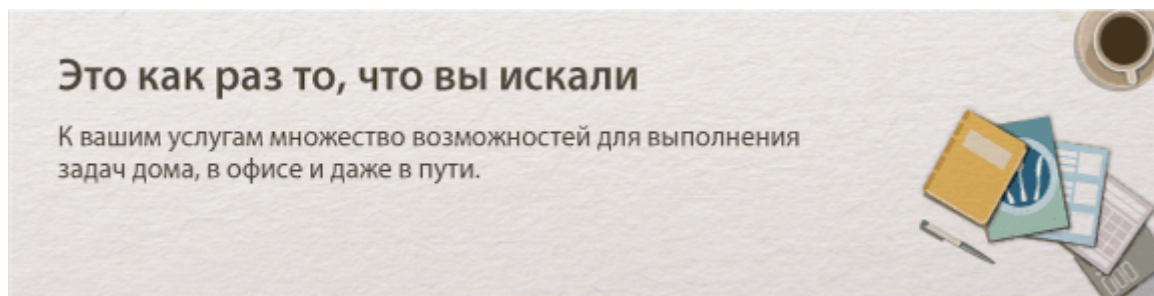 Это как раз то, что вы искали
К вашим услугам множество возможностей для выполнения
задач дома, в офисе и даже в пути.